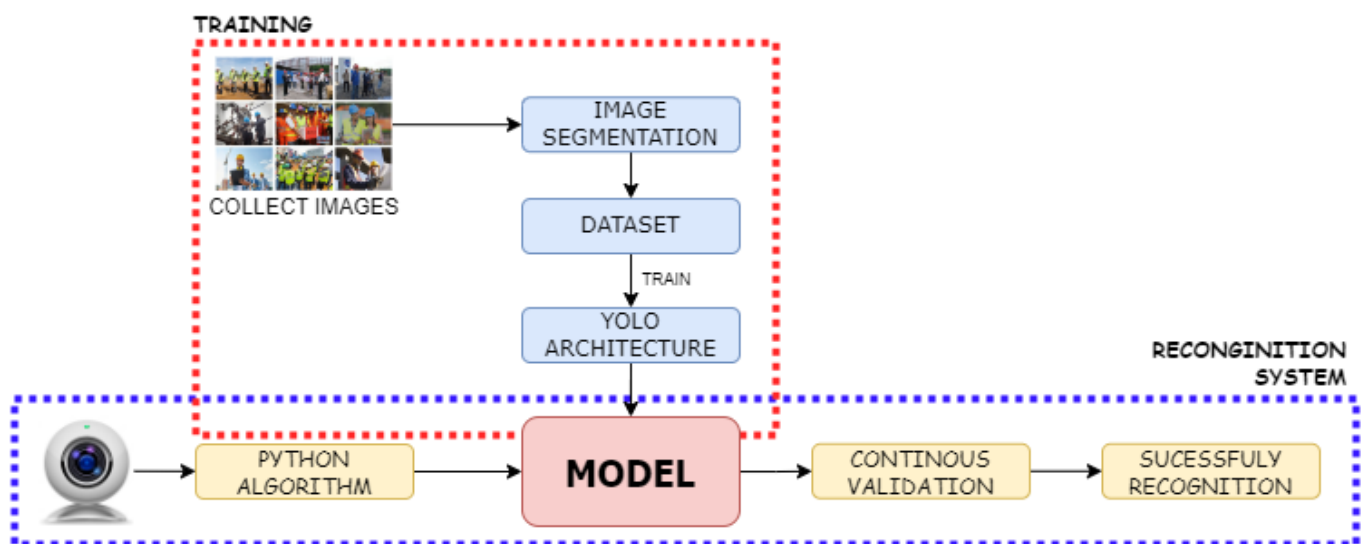 TRAINING
IMAGE
SEGMENTATION
COLLECT IMAGES
DATASET
TRAIN
YOLO
ARCHITECTURE
RECONGINITION
SYSTEM
PYTHON
ALGORITHM
MODEL
CONTINOUS
VALIDATION
SUCESSFULY
RECOGNITION